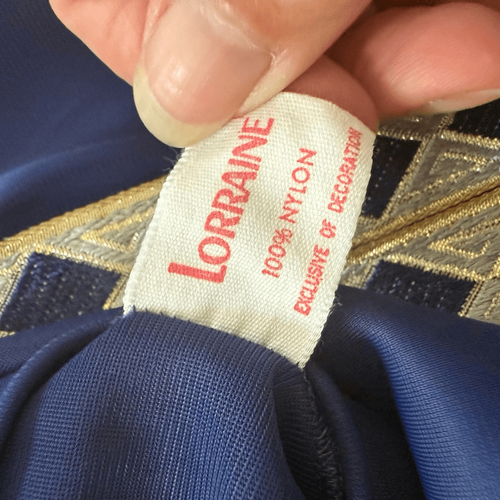 LORRAINE
100% NYLON
EXCLUSIVE OF DECORATION